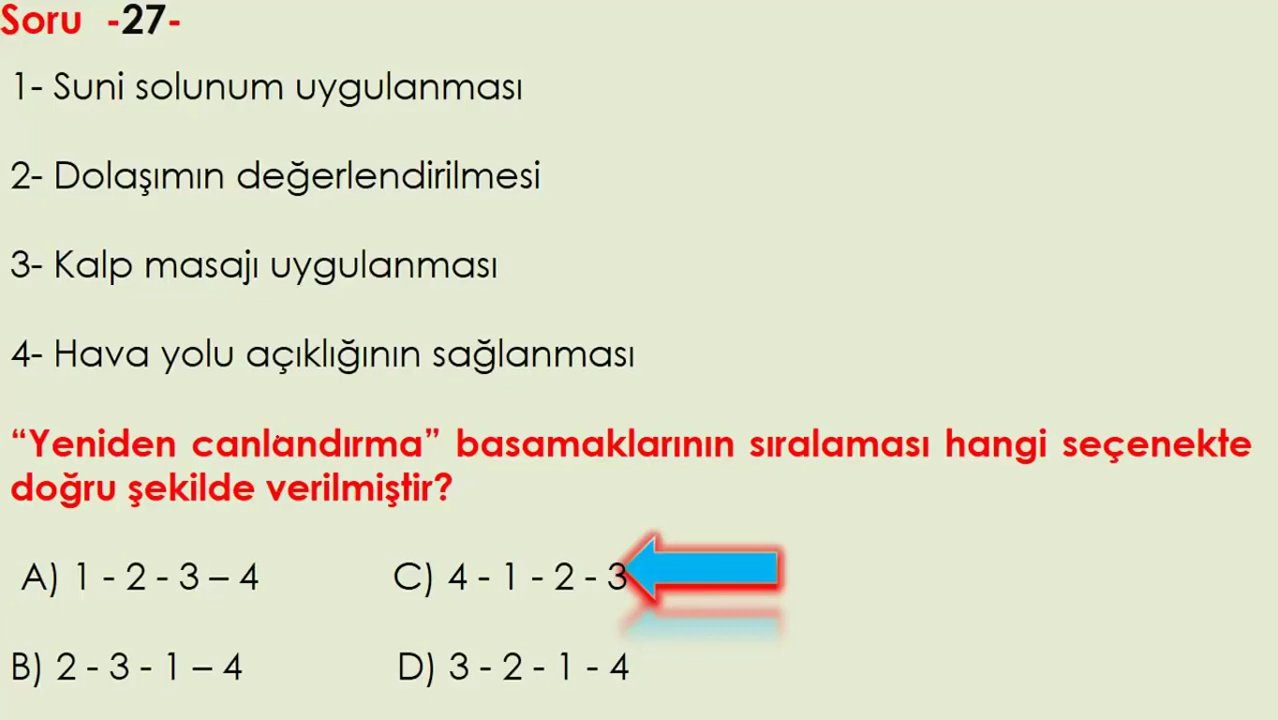 Soru -27-
1- Suni solunum uygulanması
2- Dolaşımın değerlendirilmesi
3- Kalp masajı uygulanması
4- Hava yolu açıklığının sağlanması
“Yeniden canlandırma” basamaklarının sıralaması hangi seçenekte
doğru şekilde verilmiştir?
A) 1 - 2 - 3 – 4 C) 4 - 1 - 2 - 3
B) 2 - 3 - 1 – 4 D) 3 - 2 - 1 - 4